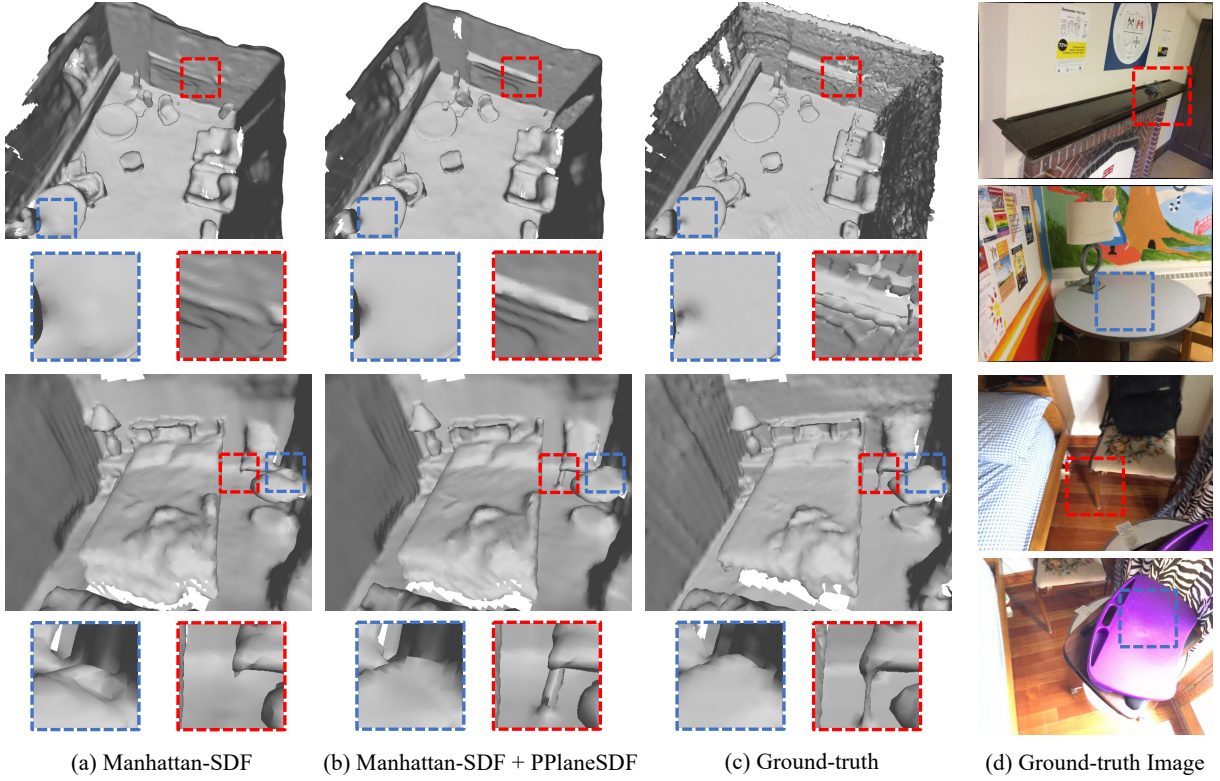 (a) Manhattan-SDF
(b) Manhattan-SDF + PPlaneSDF
(c) Ground-truth
(d) Ground-truth Image